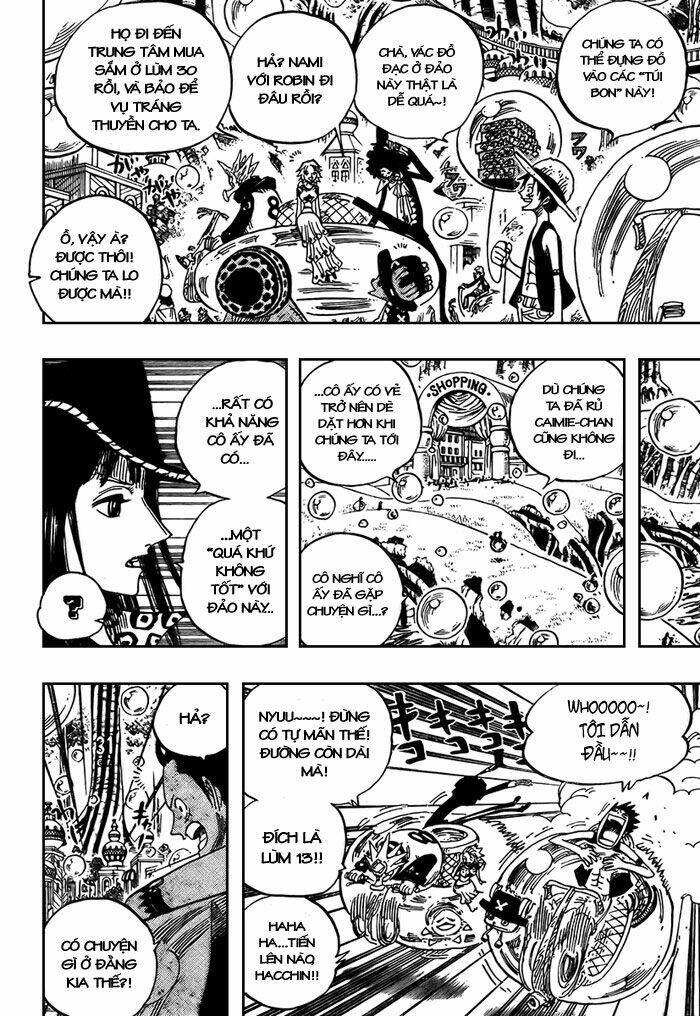 CHÚNG TA CÓ
THỂ ĐỰNG ĐỒ
VÀO CÁC “TÚI
BON” NÀY!
CHÀ, VÁC ĐỒ
ĐẠC Ở ĐẢO
NÀY THẬT LÀ
DỄ QUÁ~!
HẢ? NAMI
VỚI ROBIN ĐI
ĐÂU RỒI?
HỌ ĐI ĐẾN
TRUNG TÂM MUA
SẮM Ở LÙM 30
RỒI, VÀ BẢO ĐỂ
VỤ TRÁNG
THUYỀN CHO TA.
Ồ, VẬY À?
ĐƯỢC THÔI!
CHÚNG TA LO
ĐƯỢC MÀ!!
DÙ CHÚNG
TA ĐÃ RỦ
CAIMIE-CHAN
CŨNG KHÔNG
ĐI...
SHOPPING
...CÔ ẤY CÓ VẺ
TRỞ NÊN DÈ
DẶT HƠN KHI
CHÚNG TA TỚI
ĐÂY.....
CÔ NGHĨ CÔ
ẤY ĐÃ GẶP
CHUYỆN GÌ...?
...RẤT CÓ
KHẢ NĂNG
CÔ ẤY ĐÃ
CÓ...
...MỘT
“QUÁ KHỨ
KHÔNG
TỐT” VỚI
ĐẢO NÀY..
?
WHOOOOO~!
TÔI DẪN
ĐẦU~~!!
キキキ
NYUU~~~! ĐỪNG
CÓ TỰ MÃN THẾ!
ĐƯỜNG CÒN DÀI
MÀ!
ĐÍCH LÀ
LÙM 13!!
HAHA
HA...TIẾN
LÊN NÀO,
HACCHIN!!
HẢ?
CÓ CHUYỆN
GÌ Ở ĐẰNG
KIA THẾ?!